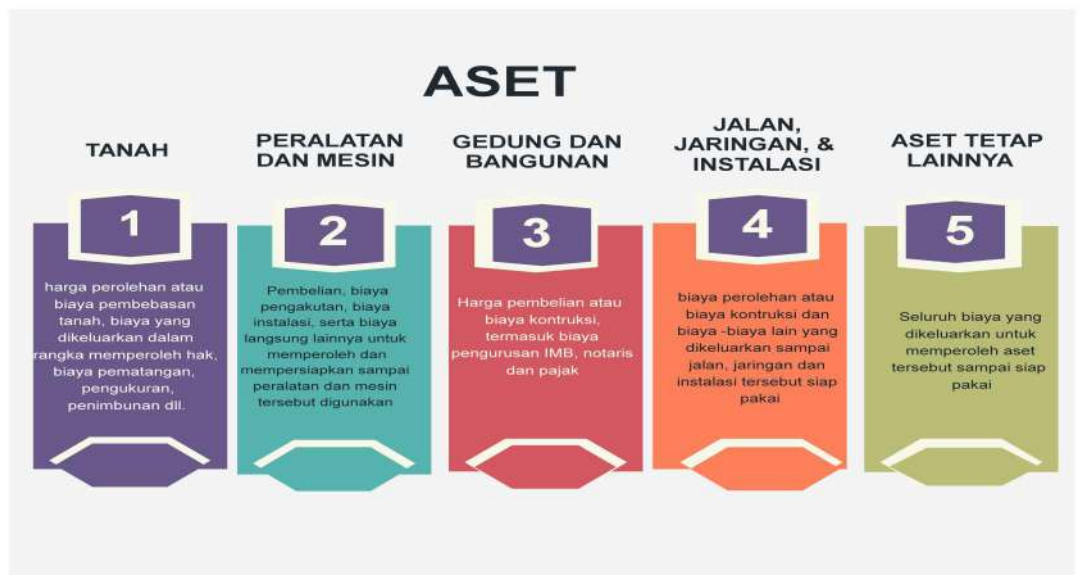 ASET
TANAH
1
harga perolehan atau
biaya pembebasan
tanah, biaya yang
dikeluarkan dalam
rangka memperoleh hak,
biaya pematangan,
pengukuran,
penimbunan dll.
PERALATAN
DAN MESIN
2
Pembelian, biaya
pengakutan, biaya
instalasi, serta biaya
langsung lainnya untuk
memperoleh dan
mempersiapkan sampai
peralatan dan mesin
tersebut digunakan
GEDUNG DAN
BANGUNAN
3
Harga pembelian atau
biaya kontruksi,
termasuk biaya
pengurusan IMB, notaris
dan pajak
JALAN,
JARINGAN, &
INSTALASI
4
biaya perolehan atau
biaya kontruksi dan
biaya -biaya lain yang
dikeluarkan sampai
jalan, jaringan dan
instalasi tersebut siap
pakai
ASET TETAP
LAINNYA
5
Seluruh biaya yang
dikeluarkan untuk
memperoleh aset
tersebut sampai siap
pakai